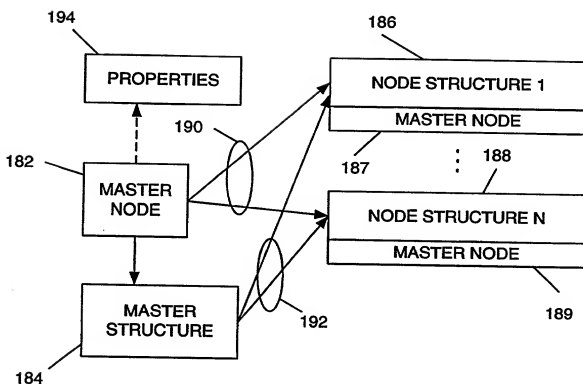 194
186
PROPERTIES
NODE STRUCTURE 1
190
MASTER NODE
182
187
188
MASTER
NODE
NODE STRUCTURE N
MASTER NODE
MASTER
STRUCTURE
192
189
184